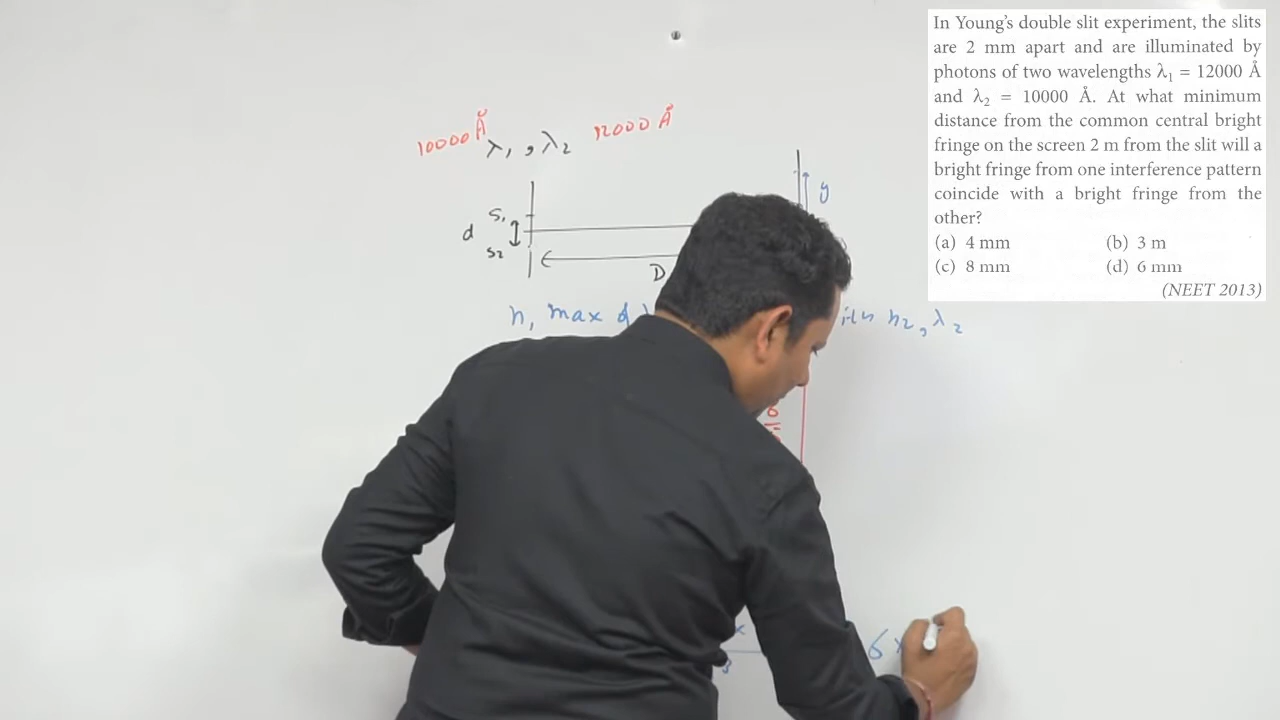 In Young's double slit experiment, the slits
are 2 mm apart and are illuminated by
photons of two wavelengths λ₁ = 12000 Å
and λ₂ = 10000 Å. At what minimum
distance from the common central bright
fringe on the screen 2 m from the slit will a
bright fringe from one interference pattern
coincide with a bright fringe from the
other?
(a) 4 mm (b) 3 m
(c) 8 mm (d) 6 mm
(NEET 2013)
10000 Å λ₁ , λ₂ 12000 Å
y
S₁
d
S₂
D
n₁ max of n₂, λ₂
6 x